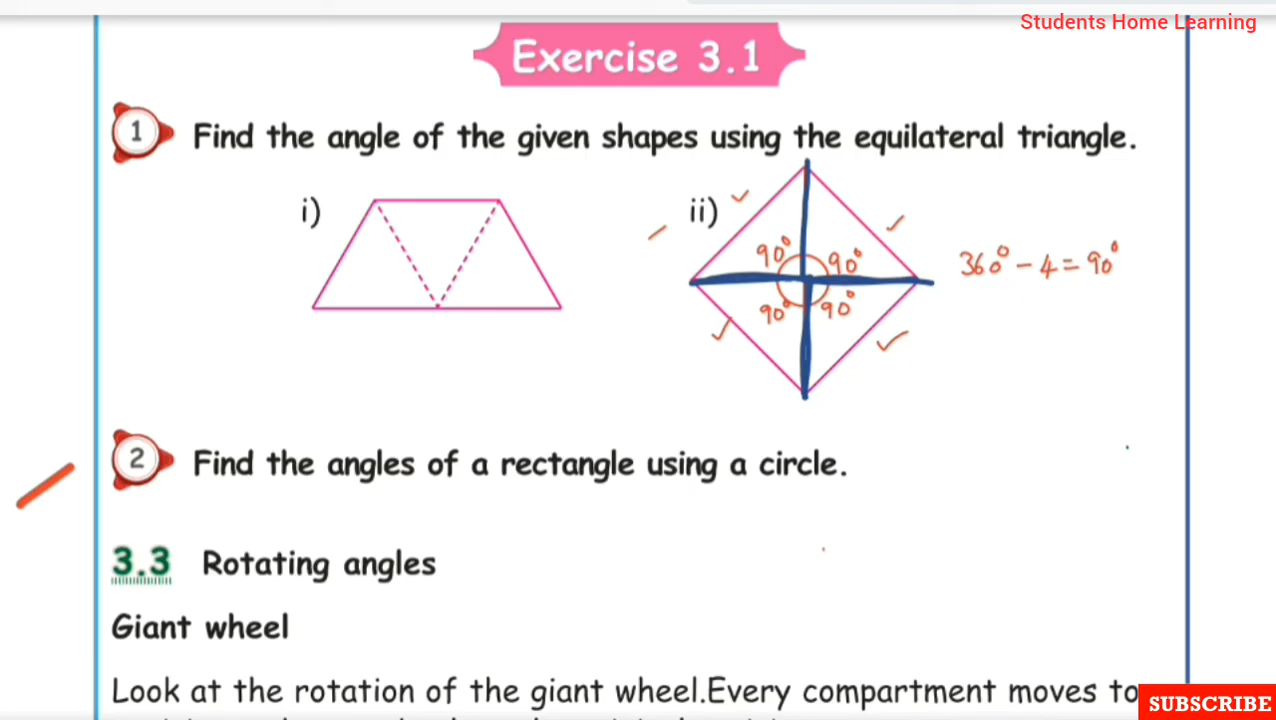 Students Home Learning
Exercise 3.1
1 Find the angle of the given shapes using the equilateral triangle.
i)
ii)
90° 90°
90° 90°
360° - 4 = 90°
2 Find the angles of a rectangle using a circle.
3.3 Rotating angles
Giant wheel
Look at the rotation of the giant wheel.Every compartment moves to
SUBSCRIBE